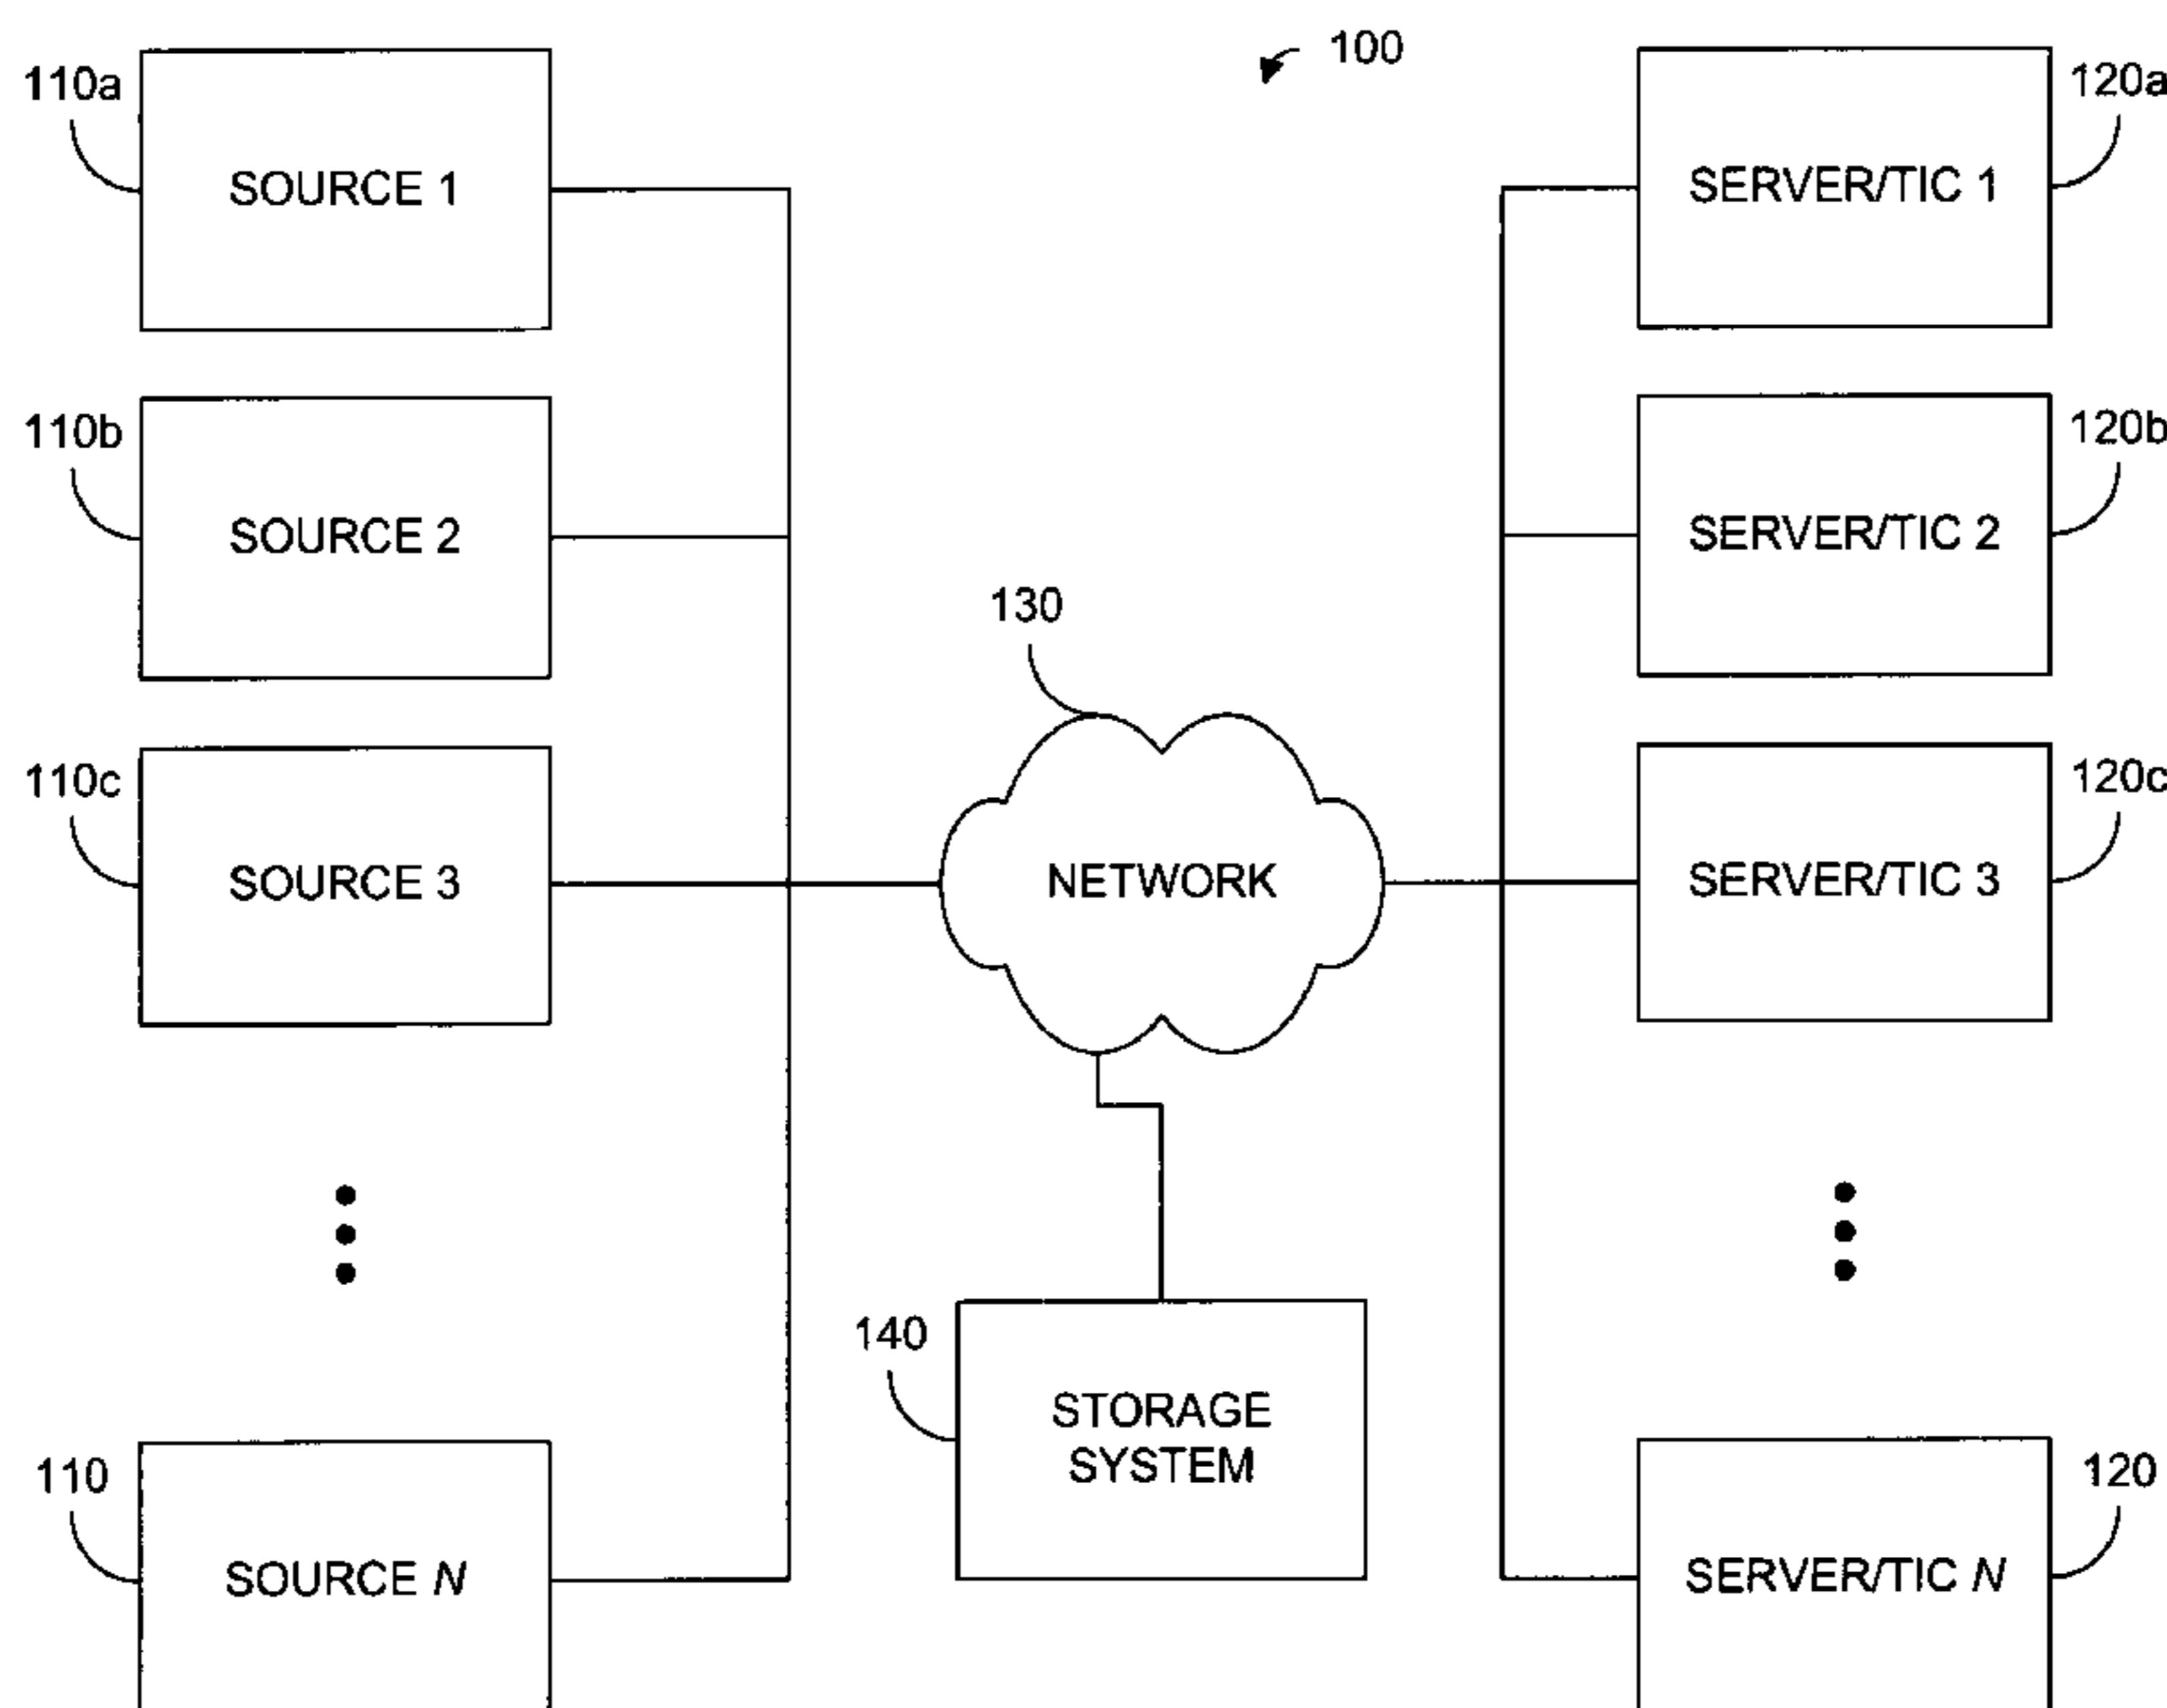 100
110a
SOURCE 1
120a
SERVER/TIC 1
110b
SOURCE 2
120b
SERVER/TIC 2
130
NETWORK
110c
SOURCE 3
120c
SERVER/TIC 3
140
STORAGE
SYSTEM
110
SOURCE N
120
SERVER/TIC N